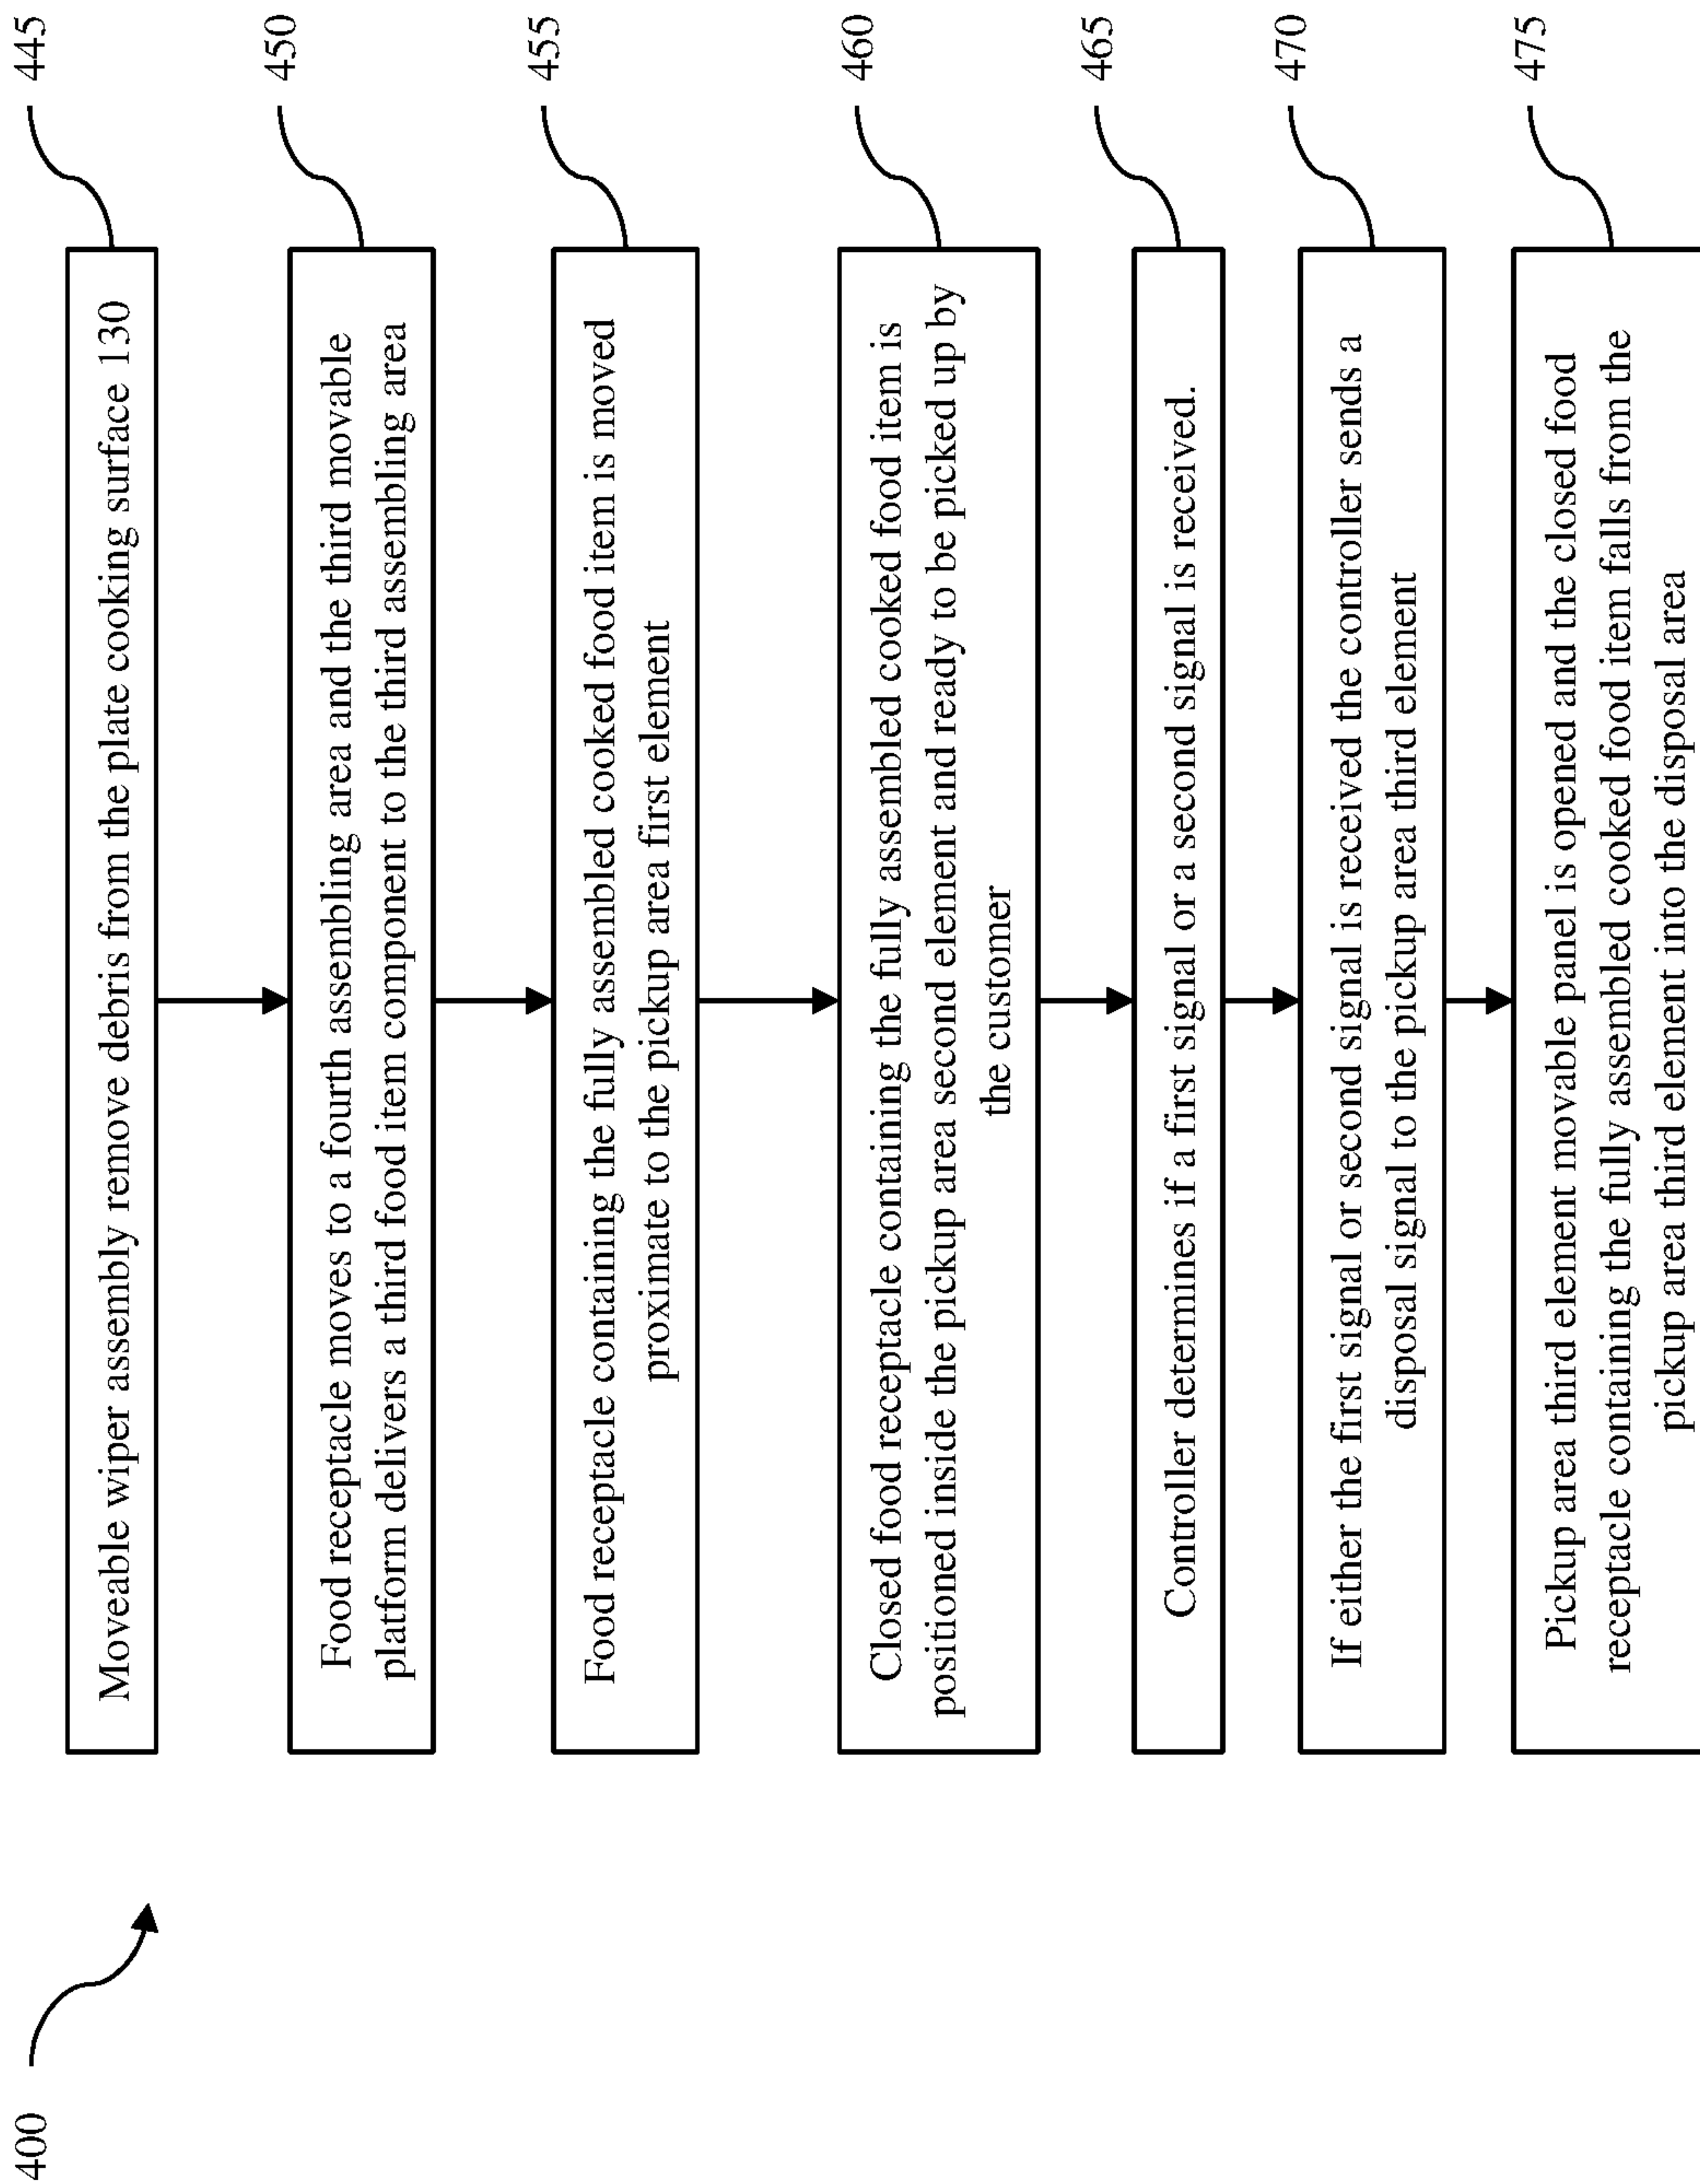 400
Moveable wiper assembly remove debris from the plate cooking surface 130
445
Food receptacle moves to a fourth assembling area and the third movable
platform delivers a third food item component to the third assembling area
450
Food receptacle containing the fully assembled cooked food item is moved
proximate to the pickup area first element
455
Closed food receptacle containing the fully assembled cooked food item is
positioned inside the pickup area second element and ready to be picked up by
the customer
460
Controller determines if a first signal or a second signal is received.
465
If either the first signal or second signal is received the controller sends a
disposal signal to the pickup area third element
470
Pickup area third element movable panel is opened and the closed food
receptacle containing the fully assembled cooked food item falls from the
pickup area third element into the disposal area
475